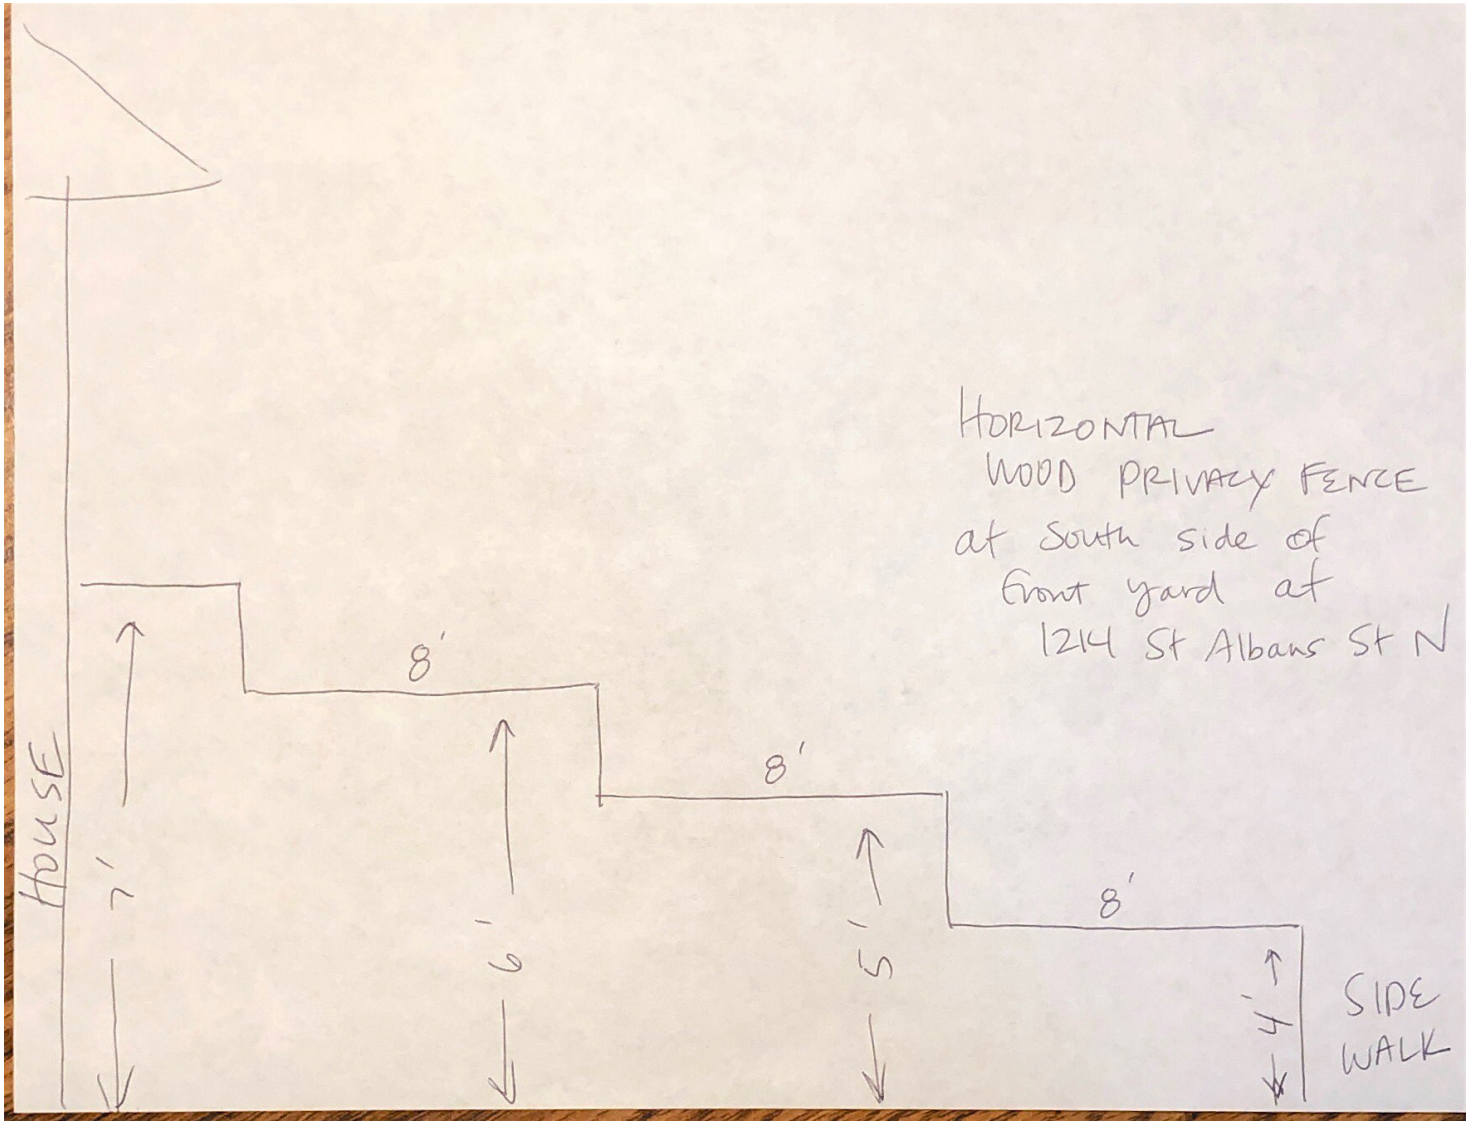 HORIZONTAL
WOOD PRIVACY FENCE
at South side of
front yard at
1214 St Albans St N
8'
8'
8'
HOUSE
7'
6'
5'
4'
SIDE
WALK